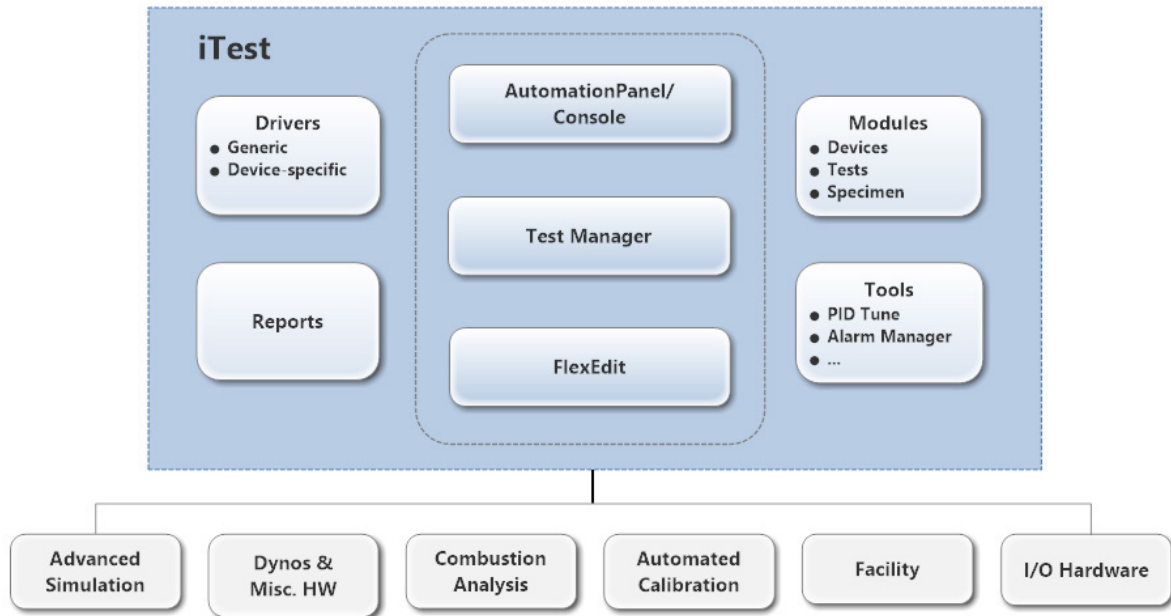 iTest
Drivers
● Generic
● Device-specific
Reports
AutomationPanel/
Console
Test Manager
FlexEdit
Modules
● Devices
● Tests
● Specimen
Tools
● PID Tune
● Alarm Manager
● ...
Advanced
Simulation
Dynos &
Misc. HW
Combustion
Analysis
Automated
Calibration
Facility
I/O Hardware